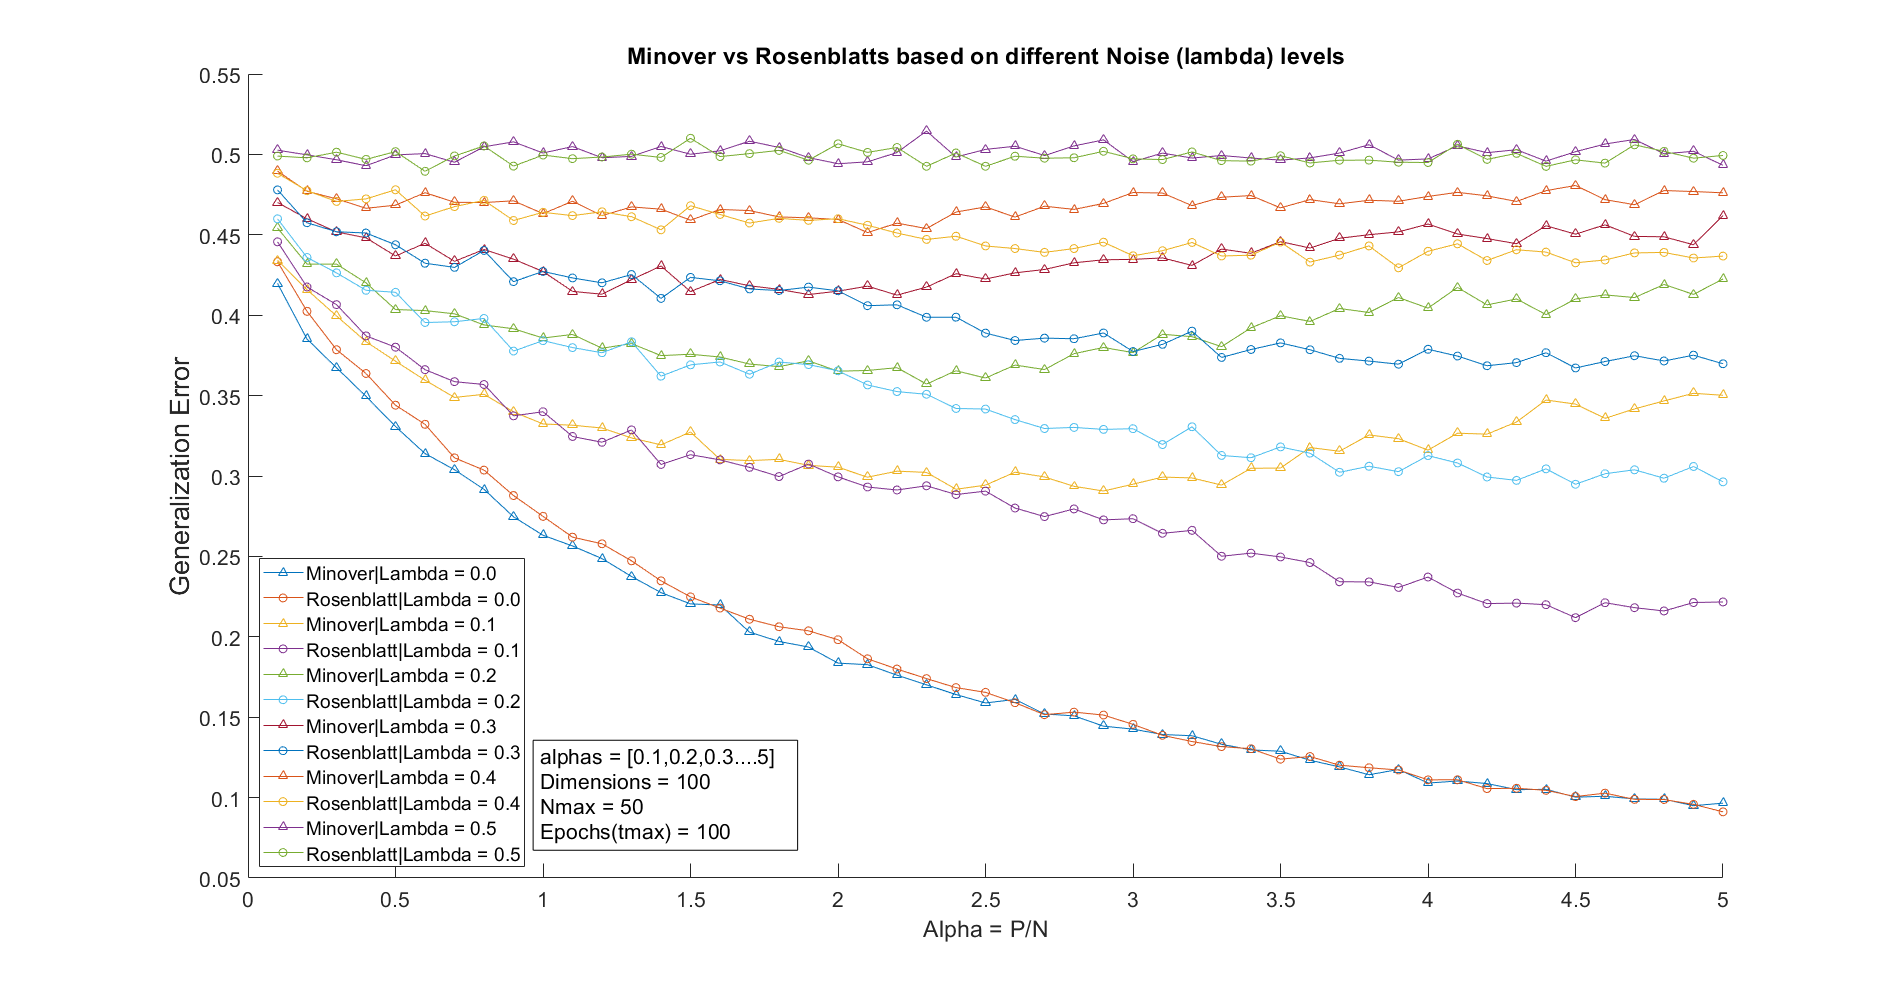 Minover vs Rosenblatts based on different Noise (lambda) levels
0.55
0.5
0.45
0.4
0.35
0.3
0.25
0.2
0.15
0.1
0.05
Generalization Error
Minover|Lambda = 0.0
Rosenblatt|Lambda = 0.0
Minover|Lambda = 0.1
Rosenblatt|Lambda = 0.1
Minover|Lambda = 0.2
Rosenblatt|Lambda = 0.2
Minover|Lambda = 0.3
Rosenblatt|Lambda = 0.3
Minover|Lambda = 0.4
Rosenblatt|Lambda = 0.4
Minover|Lambda = 0.5
Rosenblatt|Lambda = 0.5
alphas = [0.1,0.2,0.3....5]
Dimensions = 100
Nmax = 50
Epochs(tmax) = 100
0 0.5 1 1.5 2 2.5 3 3.5 4 4.5 5
Alpha = P/N